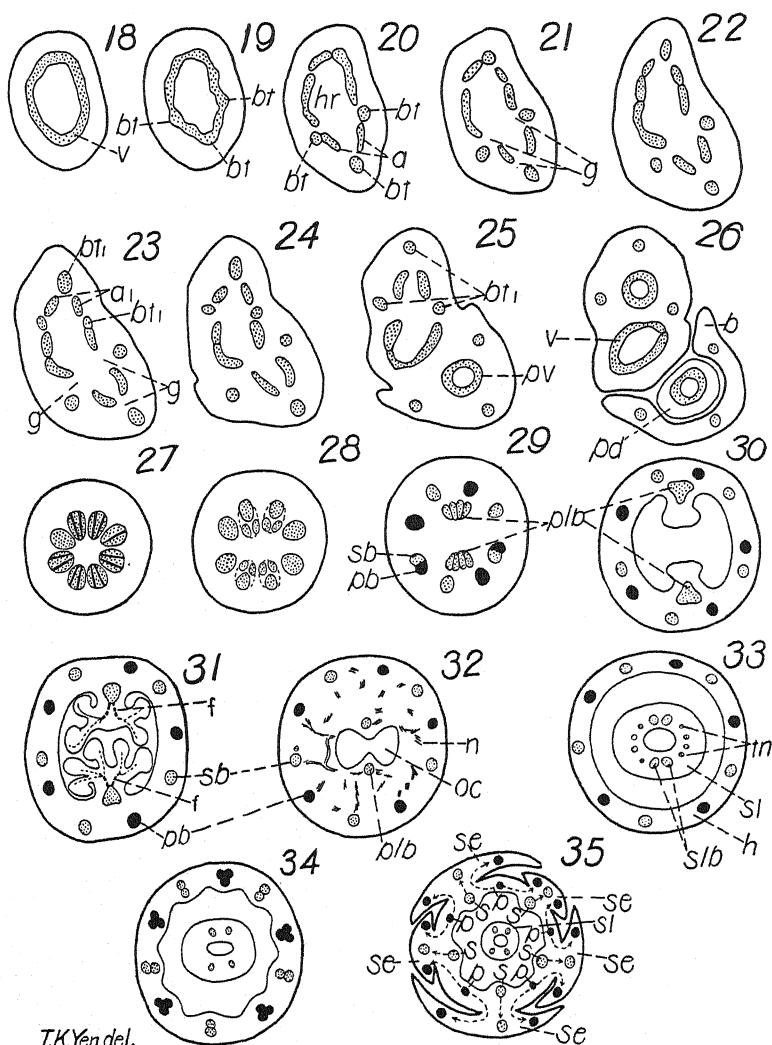 18 19 20 21 22
v bt bt bt hr bt bt a bt g
23 24 25 26
bt₁ a₁ bt₁ g g bt₁ pv v b pd
27 28 29 30
sb pb plb
31 32 33
f f sb pb n oc plb tn sl slb h
34 35
se p s p s se sl p se p s se p s p s se se
T.K.Yendel.